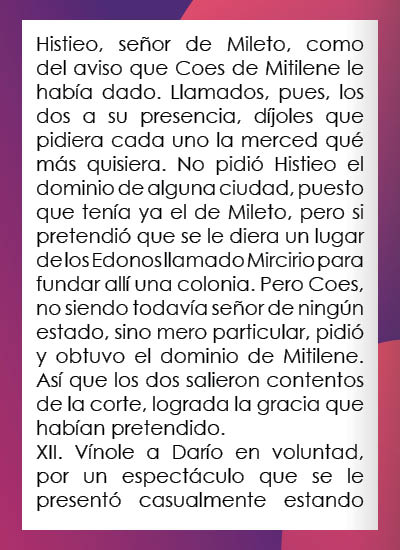 Histieo, señor de Mileto, como
del aviso que Coes de Mitilene le
había dado. Llamados, pues, los
dos a su presencia, díjoles que
pidiera cada uno la merced qué
más quisiera. No pidió Histieo el
dominio de alguna ciudad, puesto
que tenía ya el de Mileto, pero si
pretendió que se le diera un lugar
de los Edonos llamado Mircirio para
fundar allí una colonia. Pero Coes,
no siendo todavía señor de ningún
estado, sino mero particular, pidió
y obtuvo el dominio de Mitilene.
Así que los dos salieron contentos
de la corte, lograda la gracia que
habían pretendido.
XII. Vínole a Darío en voluntad,
por un espectáculo que se le
presentó casualmente estando